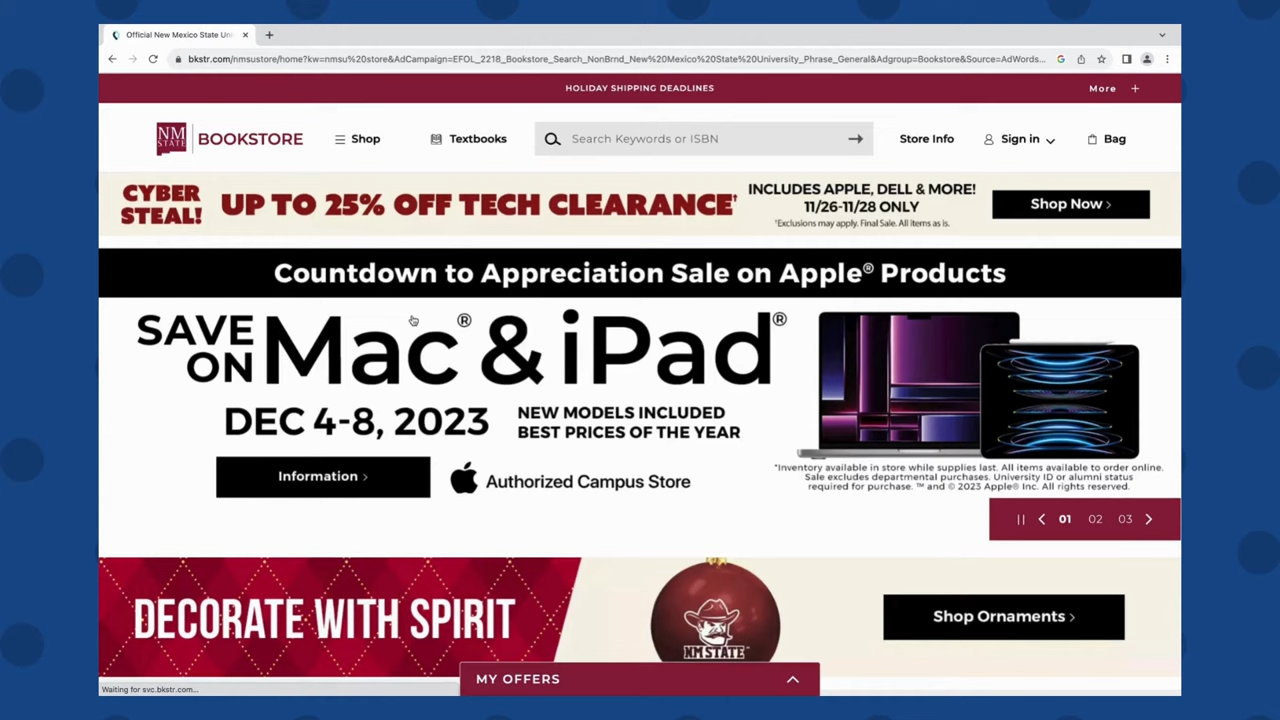 Official New Mexico State Uni
bkstr.com/nmsustore/home?kw=nmsu%20store&AdCampaign=EFOL_2218_Bookstore_Search_NonBrnd_New%20Mexico%20State%20University_Phrase_General&Adgroup=Bookstore&Source=AdWords...
HOLIDAY SHIPPING DEADLINES
More +
NM STATE
BOOKSTORE
Shop
Textbooks
Search Keywords or ISBN
Store Info
Sign in
Bag
CYBER
STEAL!
UP TO 25% OFF TECH CLEARANCE†
INCLUDES APPLE, DELL & MORE!
11/26-11/28 ONLY
†Exclusions may apply. Final Sale. All items as is.
Shop Now >
Countdown to Appreciation Sale on Apple® Products
SAVE
ON
Mac® & iPad®
DEC 4-8, 2023
NEW MODELS INCLUDED
BEST PRICES OF THE YEAR
Information >
Authorized Campus Store
*Inventory available in store while supplies last. All items available to order online.
Sale excludes departmental purchases. University ID or alumni status
required for purchase. ™ and © 2023 Apple® Inc. All rights reserved.
01 02 03
DECORATE WITH SPIRIT
NM STATE
Shop Ornaments >
MY OFFERS
Waiting for svc.bkstr.com...